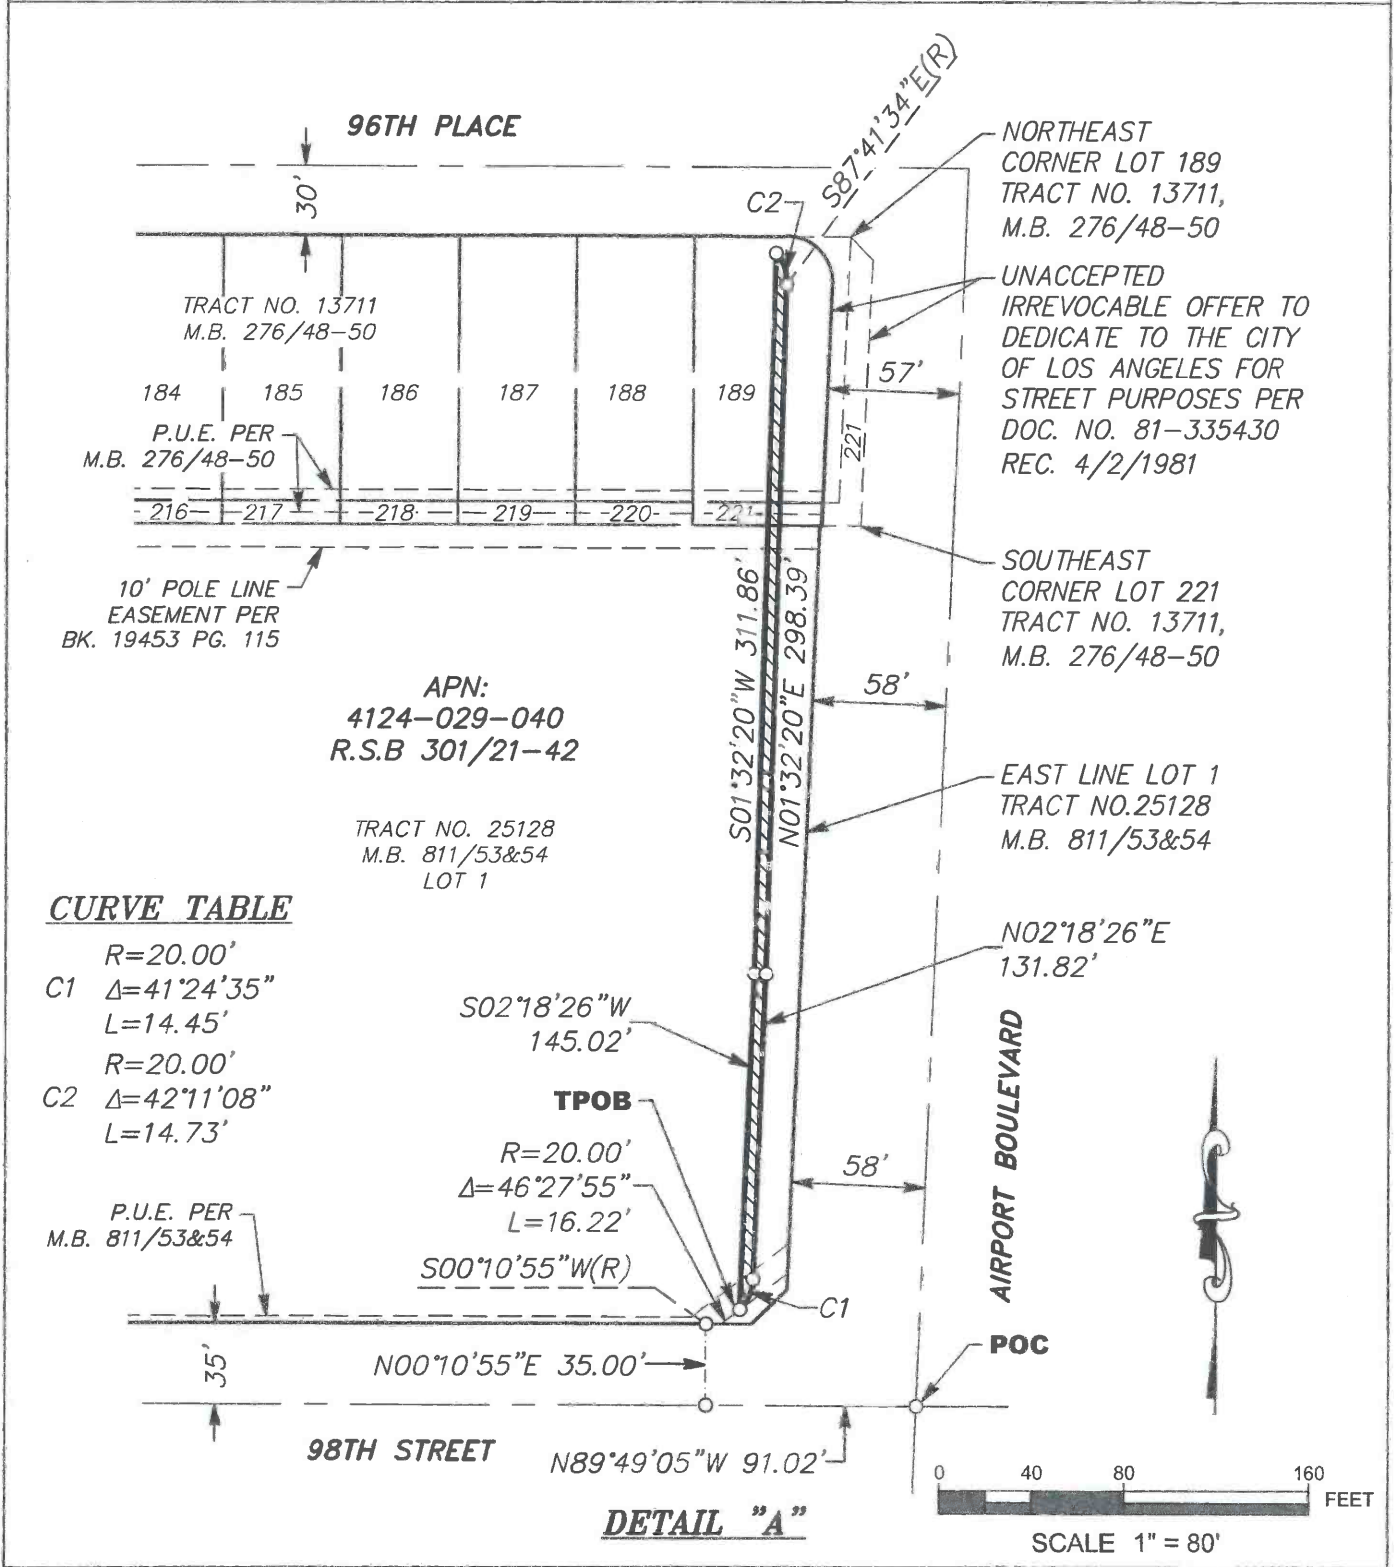 96TH PLACE
30'
S87°41'34"E(R)
C2
NORTHEAST
CORNER LOT 189
TRACT NO. 13711,
M.B. 276/48-50
UNACCEPTED
IRREVOCABLE OFFER TO
DEDICATE TO THE CITY
OF LOS ANGELES FOR
STREET PURPOSES PER
DOC. NO. 81-335430
REC. 4/2/1981
TRACT NO. 13711
M.B. 276/48-50
184
185
186
187
188
189
57'
221
P.U.E. PER
M.B. 276/48-50
216
217
218
219
220
221
10' POLE LINE
EASEMENT PER
BK. 19453 PG. 115
SOUTHEAST
CORNER LOT 221
TRACT NO. 13711,
M.B. 276/48-50
S01°32'20"W 311.86'
N01°32'20"E 298.39'
58'
APN:
4124-029-040
R.S.B 301/21-42
TRACT NO. 25128
M.B. 811/53&54
LOT 1
EAST LINE LOT 1
TRACT NO.25128
M.B. 811/53&54
CURVE TABLE
R=20.00'
C1 Δ=41°24'35"
L=14.45'
R=20.00'
C2 Δ=42°11'08"
L=14.73'
N02°18'26"E
131.82'
S02°18'26"W
145.02'
TPOB
R=20.00'
Δ=46°27'55"
L=16.22'
58'
AIRPORT BOULEVARD
P.U.E. PER
M.B. 811/53&54
S00°10'55"W(R)
C1
35'
N00°10'55"E 35.00'
POC
98TH STREET
N89°49'05"W 91.02'
DETAIL "A"
0 40 80 160
FEET
SCALE 1" = 80'